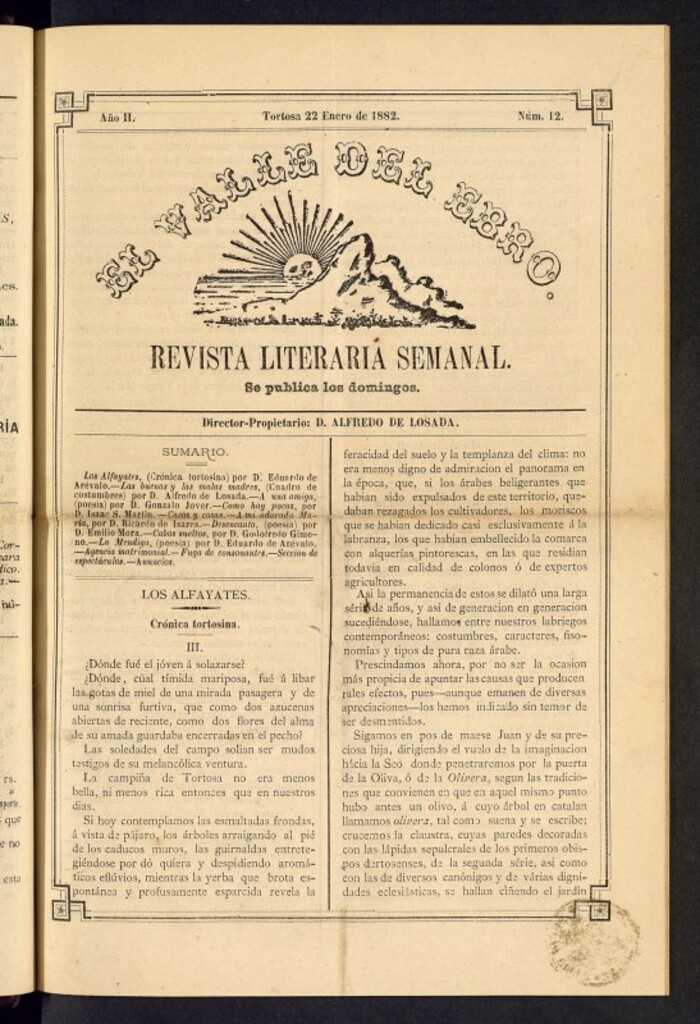 Año II.
Tortosa 22 Enero de 1882.
Núm. 12.
EL VALLE DEL EBRO.
REVISTA LITERARIA SEMANAL.
Se publica los domingos.
Director-Propietario: D. ALFREDO DE LOSADA.
SUMARIO.
Los Alfayates, (Crónica tortosina) por D. Eduardo de
Arévalo.—Las buenas y las malas madres, (Cuadro de
costumbres) por D. Alfredo de Losada.—A una amiga,
(poesía) por D. Gonzalo Jover.—Como hay pocos, por
D. Isaac S. Martin.—Casos y cosas.—A mi adorada Ma-
ría, por D. Ricardo de Isares.—Desencanto, (poesia) por
D. Emilio Mora.—Cabos sueltos, por D. Godofredo Gime-
no.—La Mendiga, (poesia) por D. Eduardo de Arévalo.
—Agencia matrimonial.—Fuga de consonantes.—Seccion de
espectáculos.—Anuncios.
LOS ALFAYATES.
Crónica tortosina.
III.
¿Dónde fué el jóven á solazarse?
¿Dónde, cual tímida mariposa, fué á libar
las gotas de miel de una mirada pasagera y de
una sonrisa furtiva, que como dos azucenas
abiertas de reciente, como dos flores del alma
de su amada guardaba encerradas en el pecho?
Las soledades del campo solian ser mudos
testigos de su melancólica ventura.
La campiña de Tortosa no era menos
bella, ni menos rica entonces que en nuestros
dias.
Si hoy contemplamos las esmaltadas frondas,
á vista de pájaro, los árboles arraigando al pié
de los caducos muros, las guirnaldas entrete-
giéndose por dó quiera y despidiendo aromá-
ticos eflúvios, mientras la yerba que brota es-
pontánea y profusamente esparcida revela la
feracidad del suelo y la templanza del clima: no
era menos digno de admiracion el panorama en
la época, que, si los árabes beligerantes que
habian sido expulsados de este territorio, que-
daban rezagados los cultivadores, los moriscos
que se habian dedicado casi esclusivamente á la
labranza, los que habian embellecido la comarca
con alquerías pintorescas, en las que residian
todavia en calidad de colonos ó de expertos
agricultores.
Asi la permanencia de estos se dilató una larga
série de años, y asi de generacion en generacion
sucediéndose, hallamos entre nuestros labriegos
contemporáneos: costumbres, caracteres, fiso-
nomías y tipos de pura raza árabe.
Prescindamos ahora, por no ser la ocasion
más propicia de apuntar las causas que producen
tales efectos, pues—aunque emanen de diversas
apreciaciones—los hemos indicado sin temor de
ser desmentidos.
Sigamos en pos de maese Juan y de su pre-
ciosa hija, dirigiendo el vuelo de la imaginacion
hácia la Seo donde penetraremos por la puerta
de la Oliva, ó de la Olivera, segun las tradicio-
nes que convienen en que en aquel mismo punto
hubo antes un olivo, á cuyo árbol en catalan
llamamos olivera, tal como suena y se escribe;
crucemos la claustra, cuyas paredes decoradas
con las lápidas sepulcrales de los primeros obis-
pos dertosenses, de la segunda série, así como
con las de diversos canónigos y de várias digni-
dades eclesiásticas, se hallan ciñendo el jardin